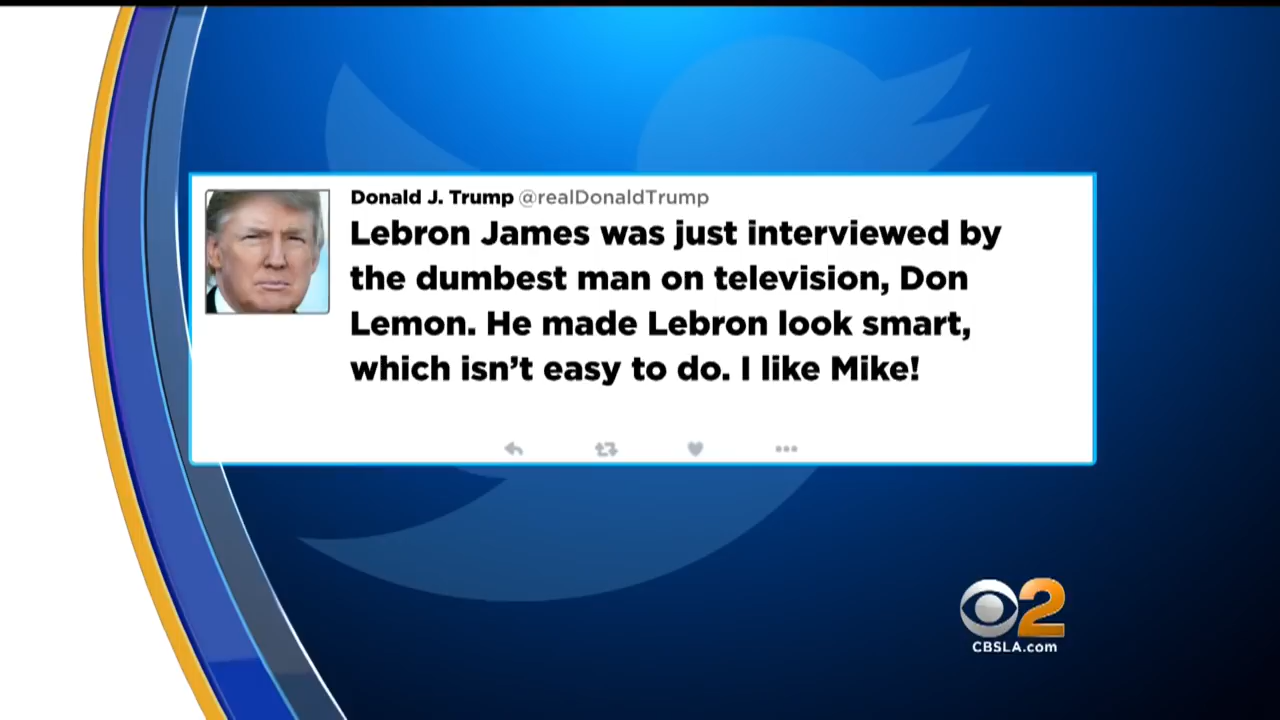 Donald J. Trump @realDonaldTrump
Lebron James was just interviewed by
the dumbest man on television, Don
Lemon. He made Lebron look smart,
which isn’t easy to do. I like Mike!
2
CBSLA.com